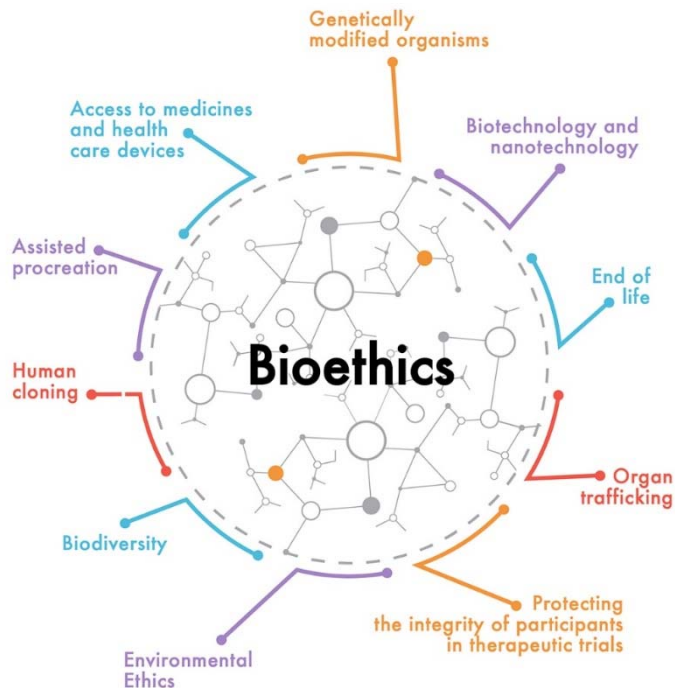 Genetically
modified organisms
Access to medicines
and health
care devices
Biotechnology and
nanotechnology
Assisted
procreation
End of
life
Bioethics
Human
cloning
Organ
trafficking
Biodiversity
Protecting
the integrity of participants
in therapeutic trials
Environmental
Ethics